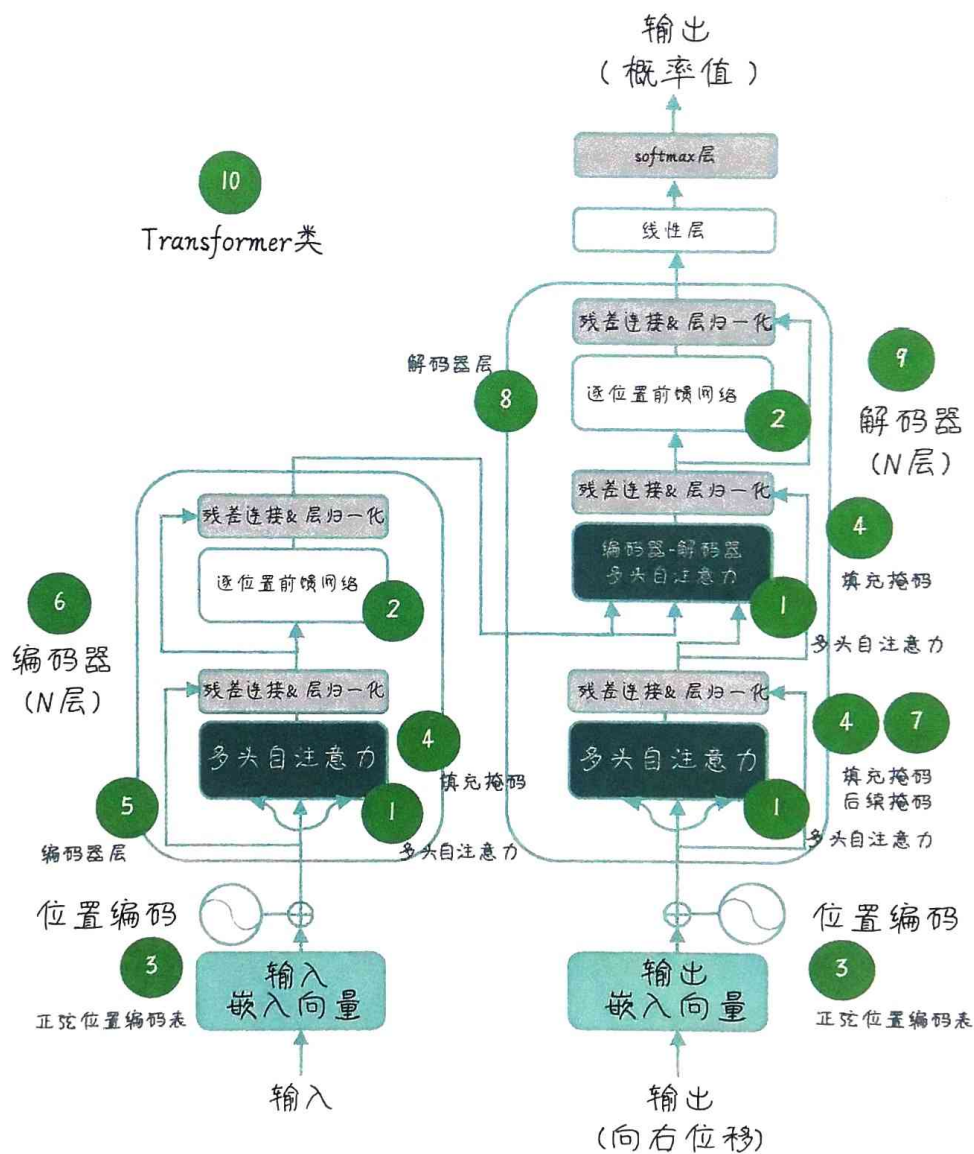 输出
(概率值)
softmax层
线性层
10
Transformer类
残差连接&层归一化
逐位置前馈网络
2
解码器层
8
9
解码器
(N层)
残差连接&层归一化
编码器-解码器
多头自注意力
1
4
填充掩码
多头自注意力
残差连接&层归一化
多头自注意力
1
4
7
填充掩码
后续掩码
多头自注意力
残差连接&层归一化
逐位置前馈网络
2
6
编码器
(N层)
残差连接&层归一化
多头自注意力
4
填充掩码
1
多头自注意力
5
编码器层
位置编码
3
正弦位置编码表
输入
嵌入向量
输入
位置编码
3
正弦位置编码表
输出
嵌入向量
输出
(向右位移)